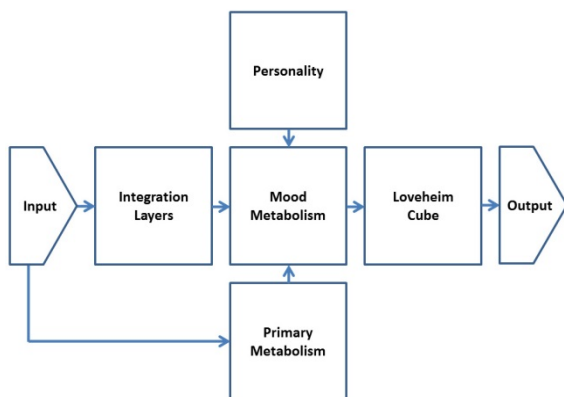 Personality
Input
Integration
Layers
Mood
Metabolism
Loveheim
Cube
Output
Primary
Metabolism